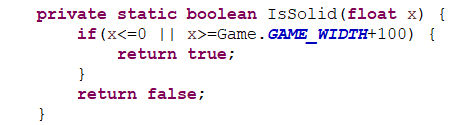 private static boolean IsSolid(float x) {
if(x<=0 || x>=Game.GAME_WIDTH+100) {
return true;
}
return false;
}